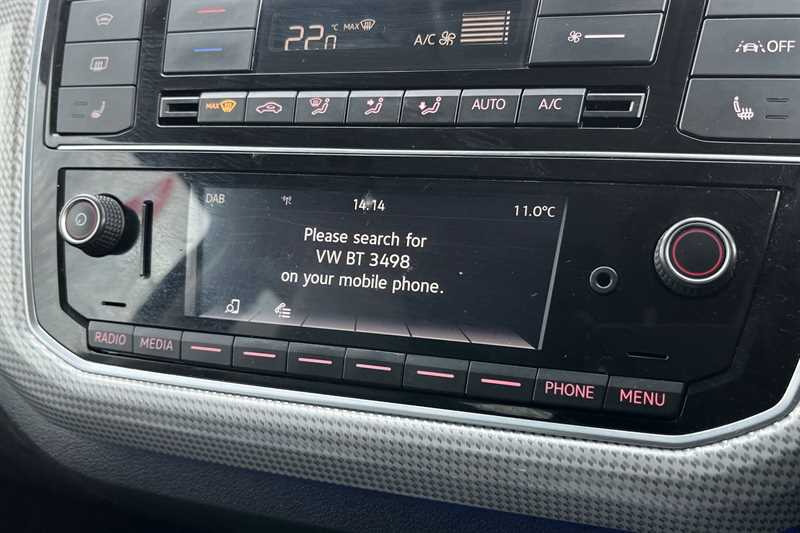 22.0 °C MAX
A/C
OFF
MAX
AUTO
A/C
DAB
14:14
11.0°C
Please search for
VW BT 3498
on your mobile phone.
RADIO
MEDIA
PHONE
MENU